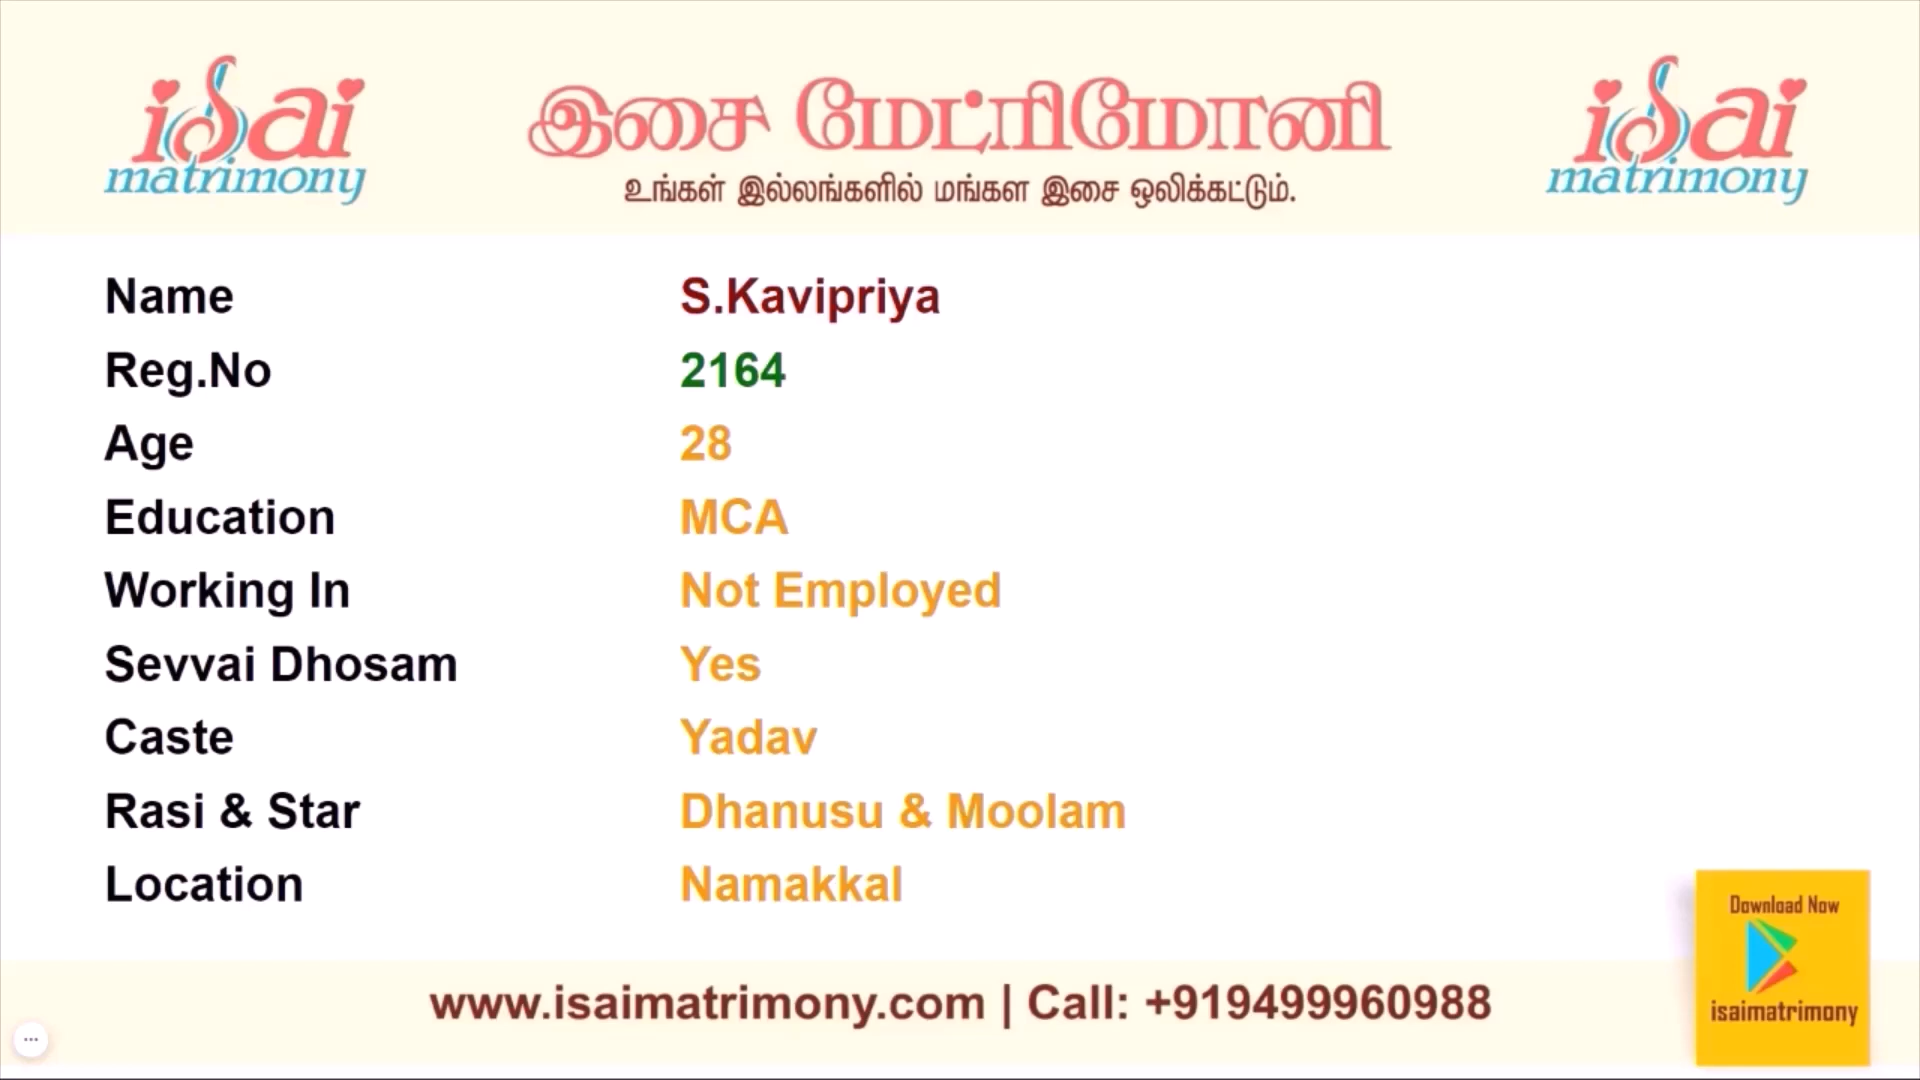 isai matrimony
இசை மேட்ரிமோனி
உங்கள் இல்லங்களில் மங்கள இசை ஒலிக்கட்டும்.
isai matrimony
Name S.Kavipriya
Reg.No 2164
Age 28
Education MCA
Working In Not Employed
Sevvai Dhosam Yes
Caste Yadav
Rasi & Star Dhanusu & Moolam
Location Namakkal
Download Now
isaimatrimony
www.isaimatrimony.com | Call: +919499960988